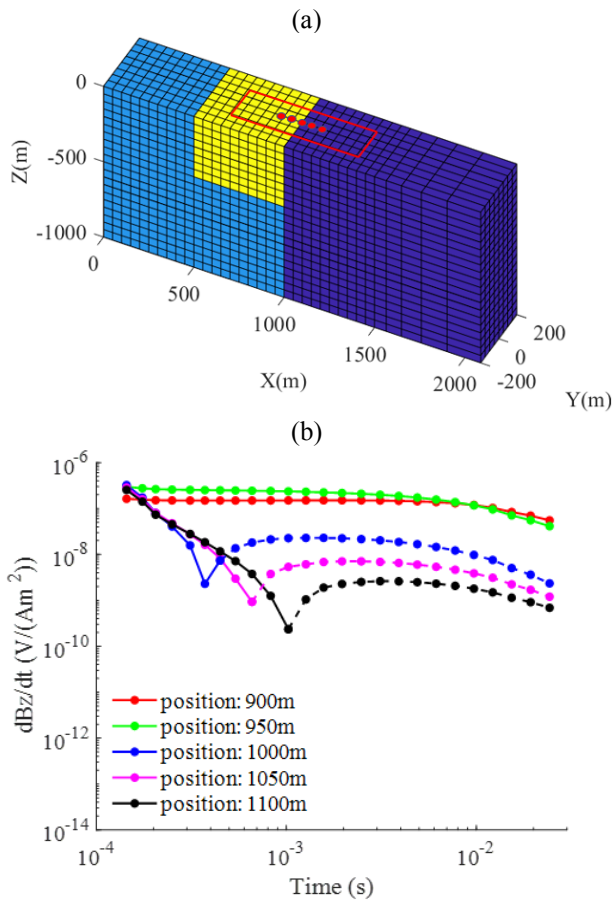 (a)
0
-500
-1000
Z(m)
0
500
1000
1500
2000
X(m)
200
0
-200
Y(m)
(b)
10^-6
10^-8
10^-10
10^-12
10^-14
dBz/dt (V/(Am^2))
position: 900m
position: 950m
position: 1000m
position: 1050m
position: 1100m
10^-4 10^-3 10^-2
Time (s)